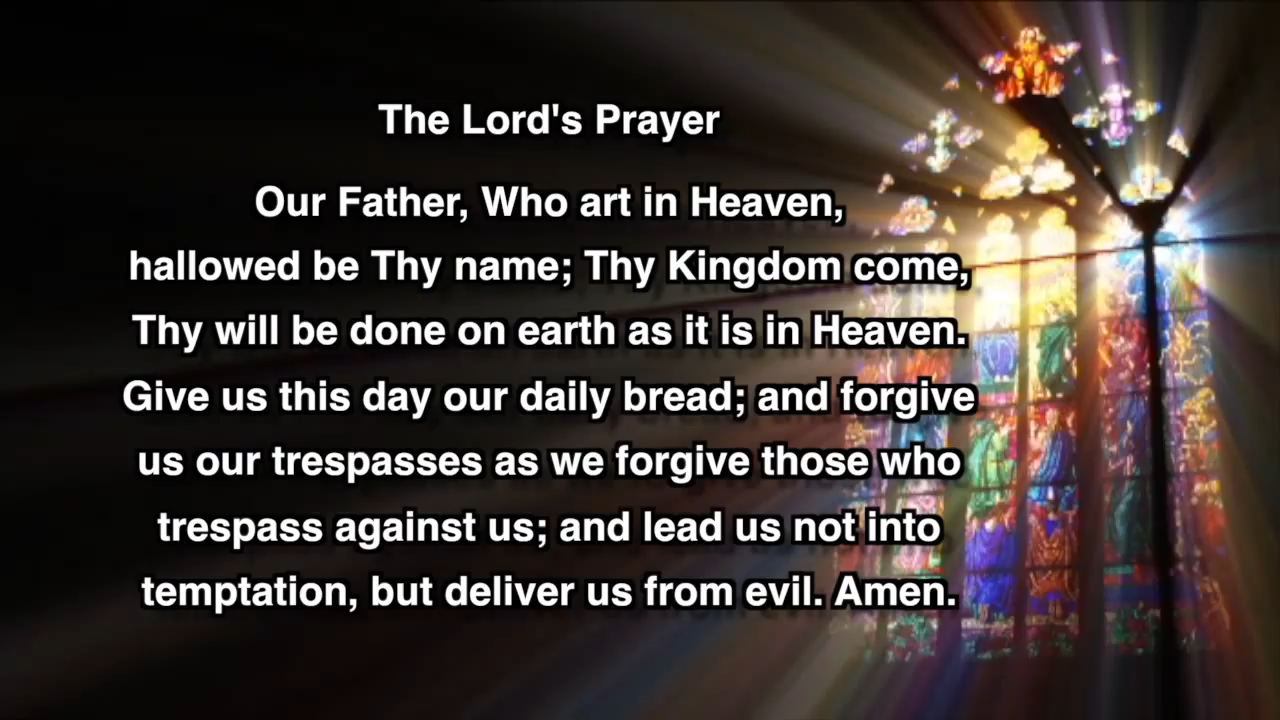 The Lord's Prayer
Our Father, Who art in Heaven,
hallowed be Thy name; Thy Kingdom come,
Thy will be done on earth as it is in Heaven.
Give us this day our daily bread; and forgive
us our trespasses as we forgive those who
trespass against us; and lead us not into
temptation, but deliver us from evil. Amen.